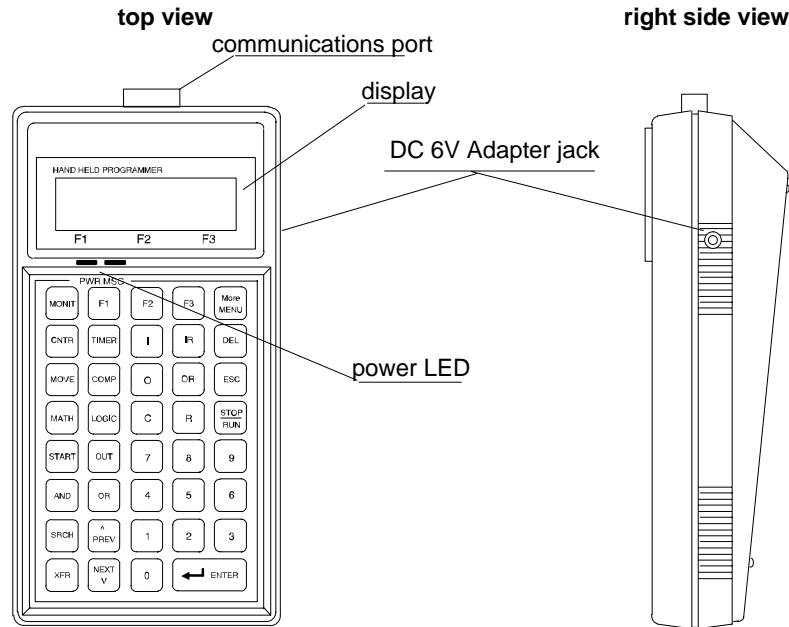 top view
right side view
communications port
display
DC 6V Adapter jack
HAND HELD PROGRAMMER
F1 F2 F3
PWR MSG
MONIT F1 F2 F3 More MENU
CNTR TIMER I IR DEL
power LED
MOVE COMP O OR ESC
MATH LOGIC C R STOP RUN
START OUT 7 8 9
AND OR 4 5 6
SRCH ^ PREV 1 2 3
XFR NEXT V 0 ENTER